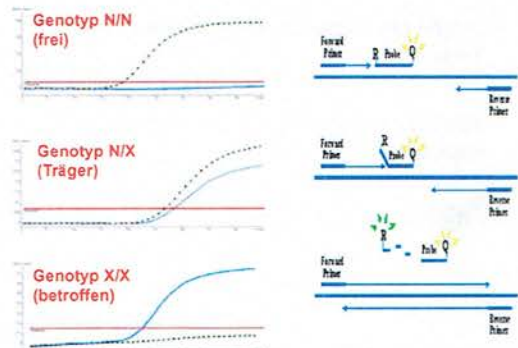 Genotyp N/N
(frei)
Genotyp N/X
(Träger)
Genotyp X/X
(betroffen)
Forward
Primer
R
Probe
Q
Reverse
Primer
Forward
Primer
R
Probe
Q
Reverse
Primer
R
Probe
Q
Forward
Primer
Reverse
Primer